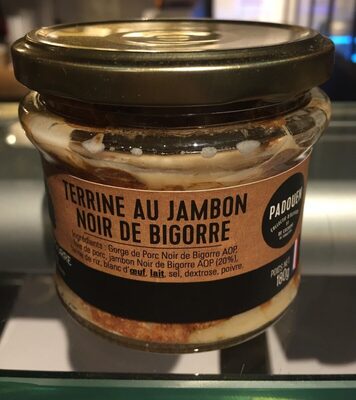 TERRINE AU JAMBON
NOIR DE BIGORRE
Ingrédients : Gorge de Porc Noir de Bigorre AOP,
foie de porc, jambon Noir de Bigorre AOP (20%),
de riz, blanc d'œuf, lait, sel, dextrose, poivre.
PADOUEN
POIDS NET
180g